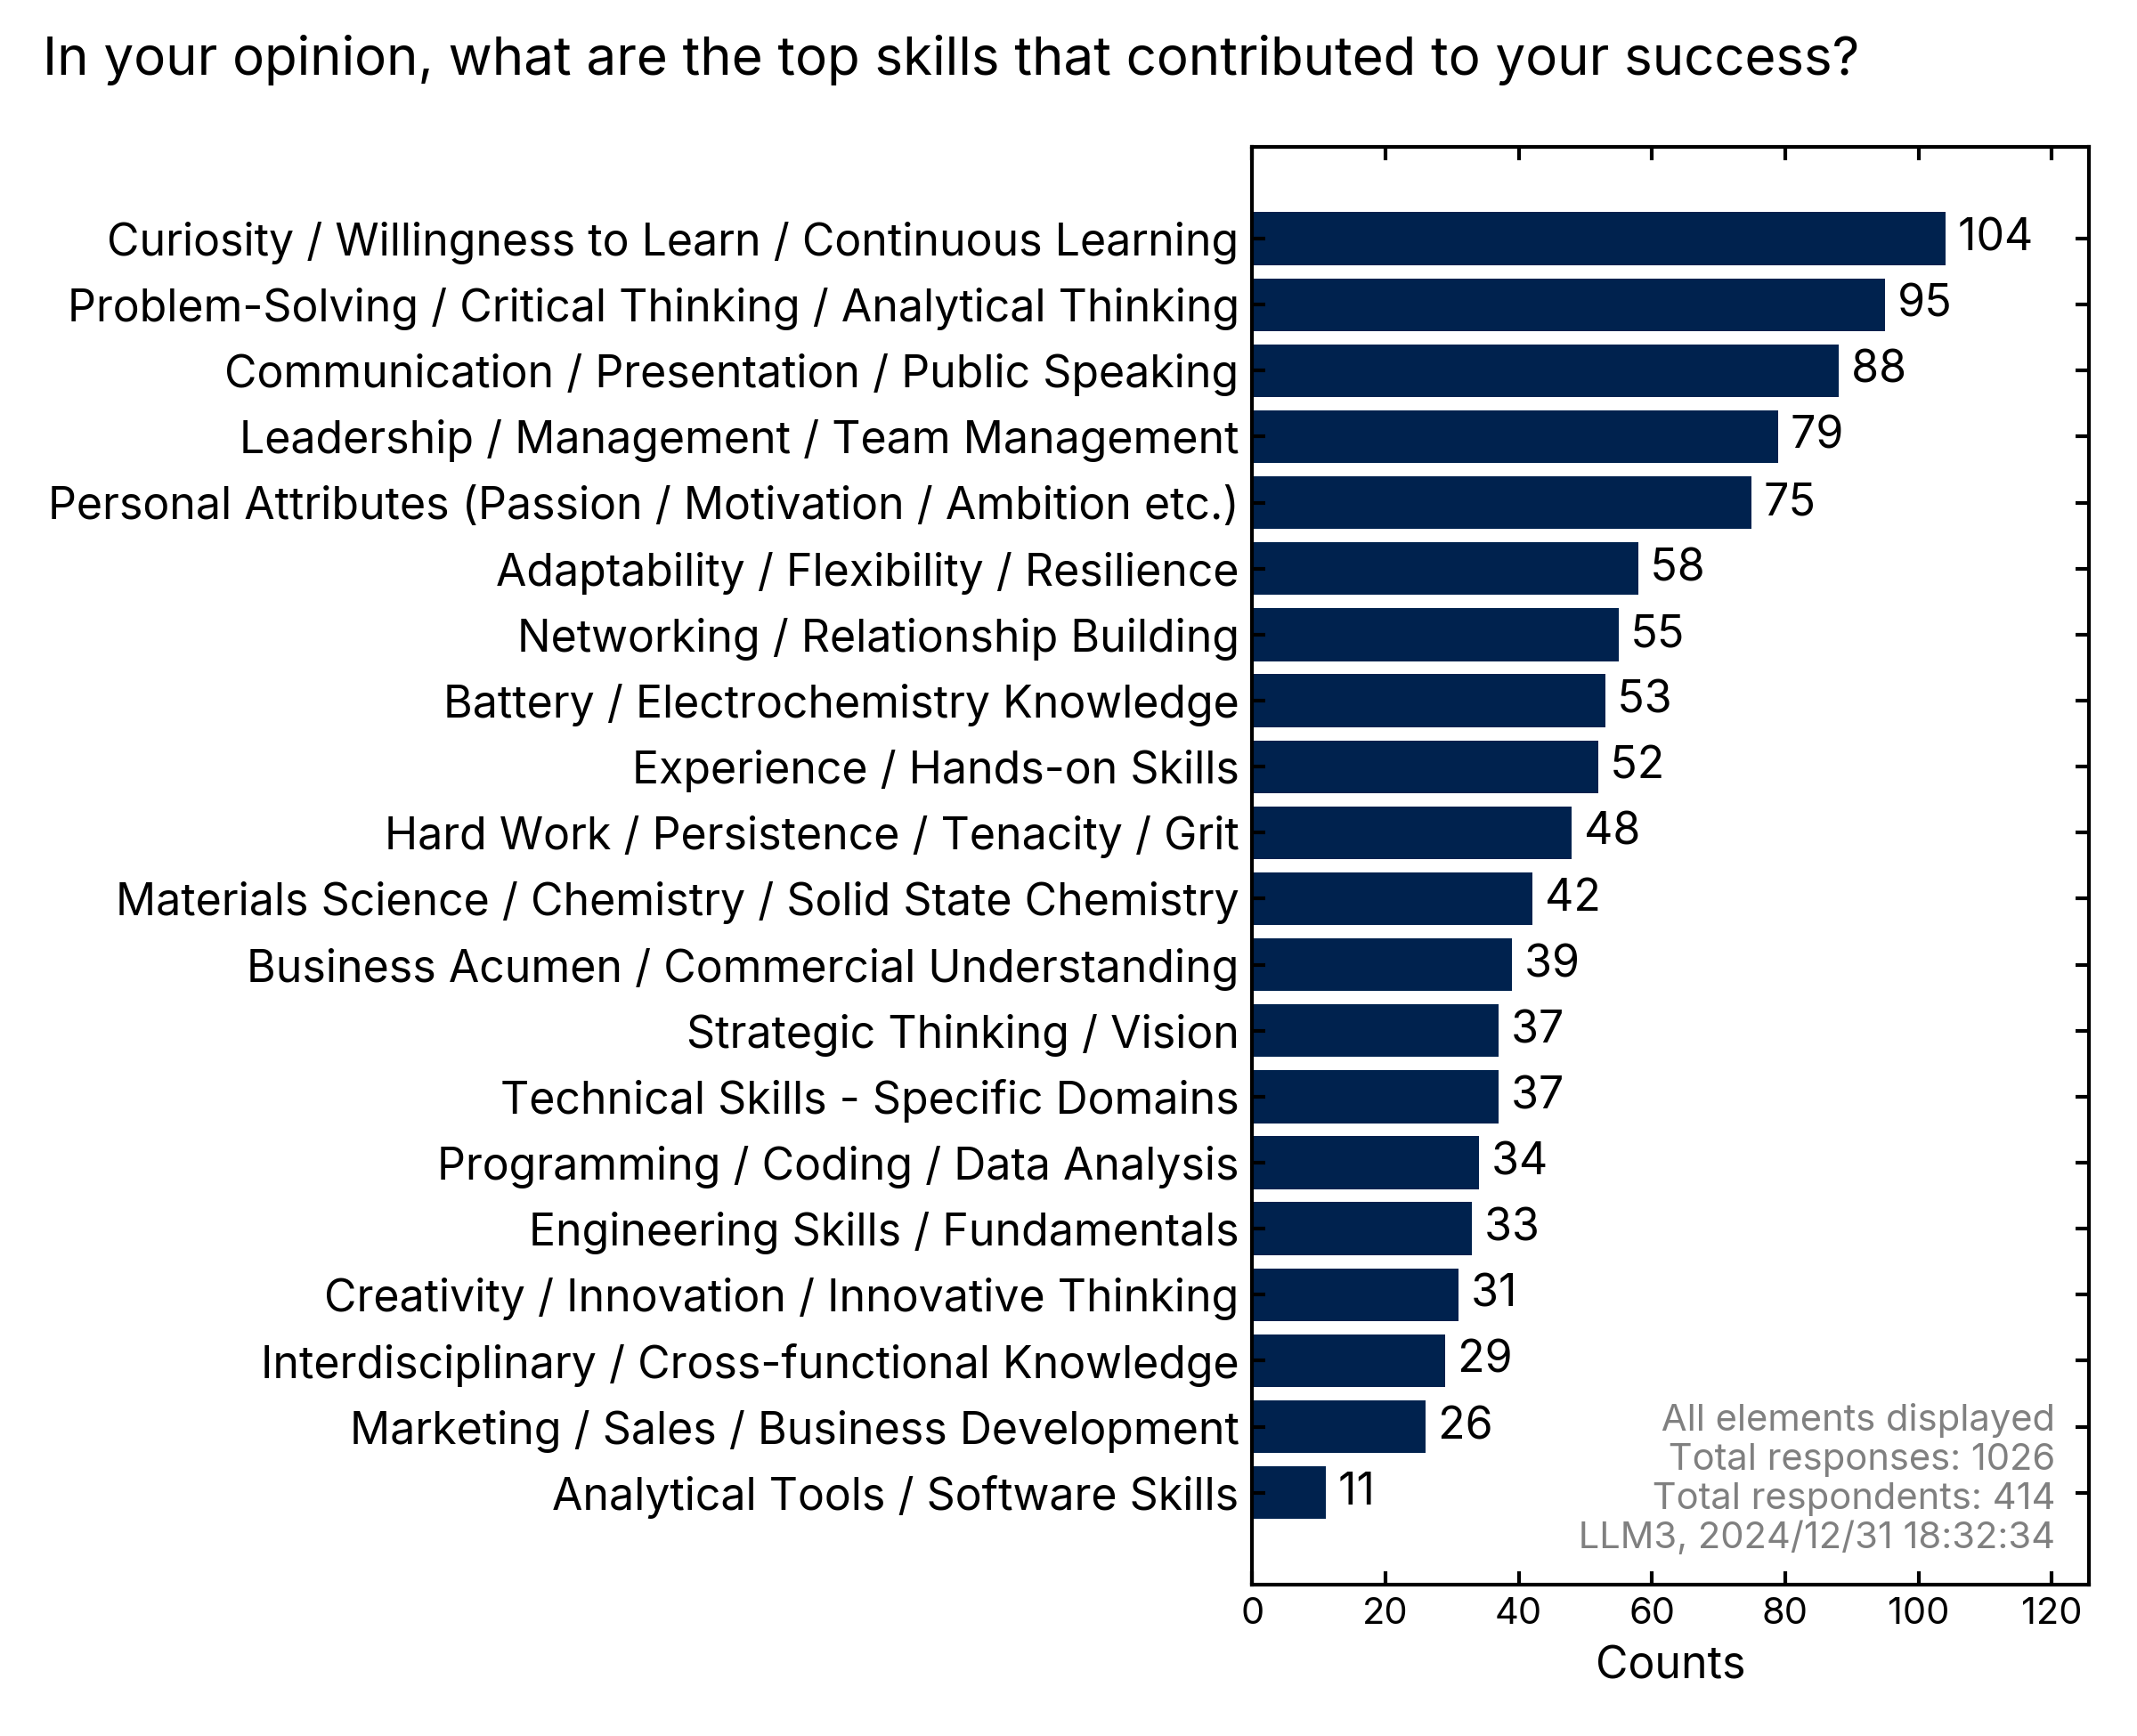 In your opinion, what are the top skills that contributed to your success?
Curiosity / Willingness to Learn / Continuous Learning 104
Problem-Solving / Critical Thinking / Analytical Thinking 95
Communication / Presentation / Public Speaking 88
Leadership / Management / Team Management 79
Personal Attributes (Passion / Motivation / Ambition etc.) 75
Adaptability / Flexibility / Resilience 58
Networking / Relationship Building 55
Battery / Electrochemistry Knowledge 53
Experience / Hands-on Skills 52
Hard Work / Persistence / Tenacity / Grit 48
Materials Science / Chemistry / Solid State Chemistry 42
Business Acumen / Commercial Understanding 39
Strategic Thinking / Vision 37
Technical Skills - Specific Domains 37
Programming / Coding / Data Analysis 34
Engineering Skills / Fundamentals 33
Creativity / Innovation / Innovative Thinking 31
Interdisciplinary / Cross-functional Knowledge 29
Marketing / Sales / Business Development 26
Analytical Tools / Software Skills 11
All elements displayed
Total responses: 1026
Total respondents: 414
LLM3, 2024/12/31 18:32:34
0 20 40 60 80 100 120
Counts